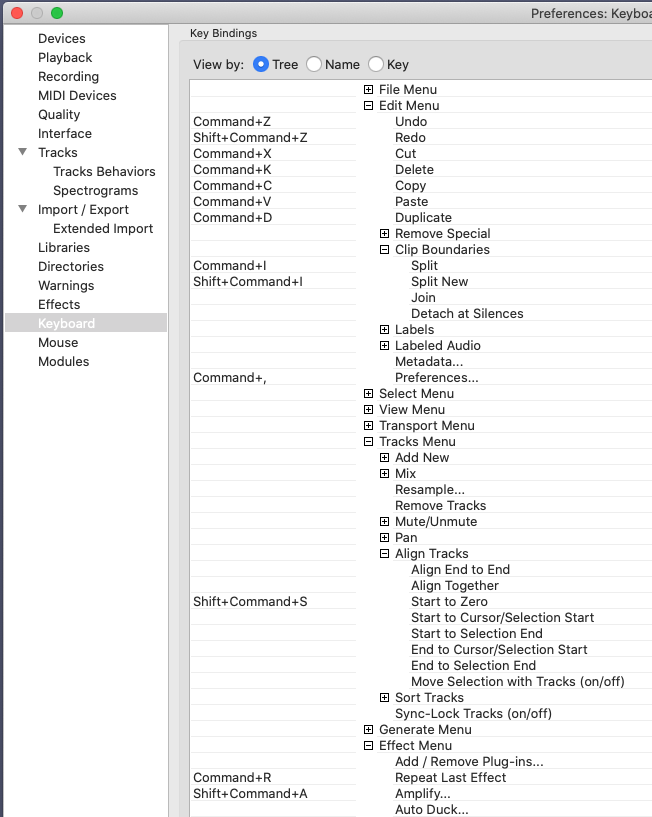 Preferences: Keyboa
Devices
Playback
Recording
MIDI Devices
Quality
Interface
Tracks
Tracks Behaviors
Spectrograms
Import / Export
Extended Import
Libraries
Directories
Warnings
Effects
Keyboard
Mouse
Modules
Key Bindings
View by: Tree Name Key
File Menu
Edit Menu
Command+Z Undo
Shift+Command+Z Redo
Command+X Cut
Command+K Delete
Command+C Copy
Command+V Paste
Command+D Duplicate
Remove Special
Clip Boundaries
Command+I Split
Shift+Command+I Split New
Join
Detach at Silences
Labels
Labeled Audio
Metadata...
Command+, Preferences...
Select Menu
View Menu
Transport Menu
Tracks Menu
Add New
Mix
Resample...
Remove Tracks
Mute/Unmute
Pan
Align Tracks
Align End to End
Align Together
Shift+Command+S Start to Zero
Start to Cursor/Selection Start
Start to Selection End
End to Cursor/Selection Start
End to Selection End
Move Selection with Tracks (on/off)
Sort Tracks
Sync-Lock Tracks (on/off)
Generate Menu
Effect Menu
Add / Remove Plug-ins...
Command+R Repeat Last Effect
Shift+Command+A Amplify...
Auto Duck...